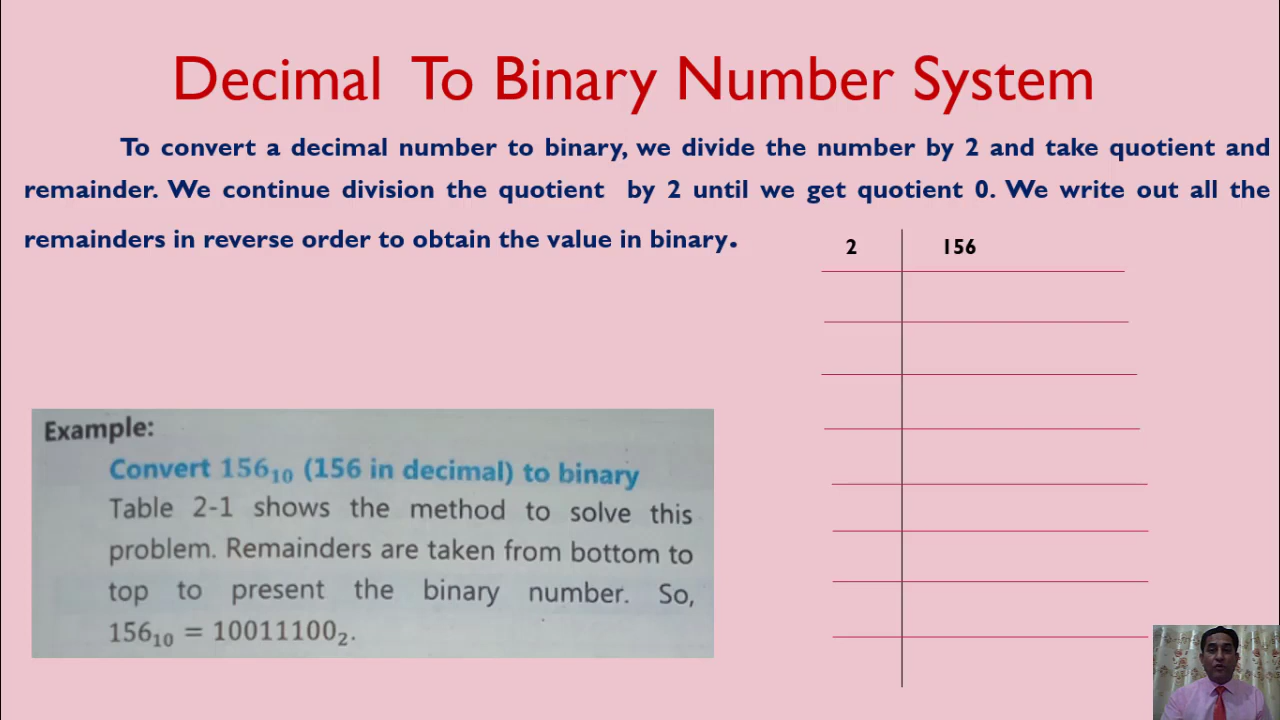 Decimal To Binary Number System
To convert a decimal number to binary, we divide the number by 2 and take quotient and
remainder. We continue division the quotient by 2 until we get quotient 0. We write out all the
remainders in reverse order to obtain the value in binary.
2 156
Example:
Convert 156₁₀ (156 in decimal) to binary
Table 2-1 shows the method to solve this
problem. Remainders are taken from bottom to
top to present the binary number. So,
156₁₀ = 10011100₂.